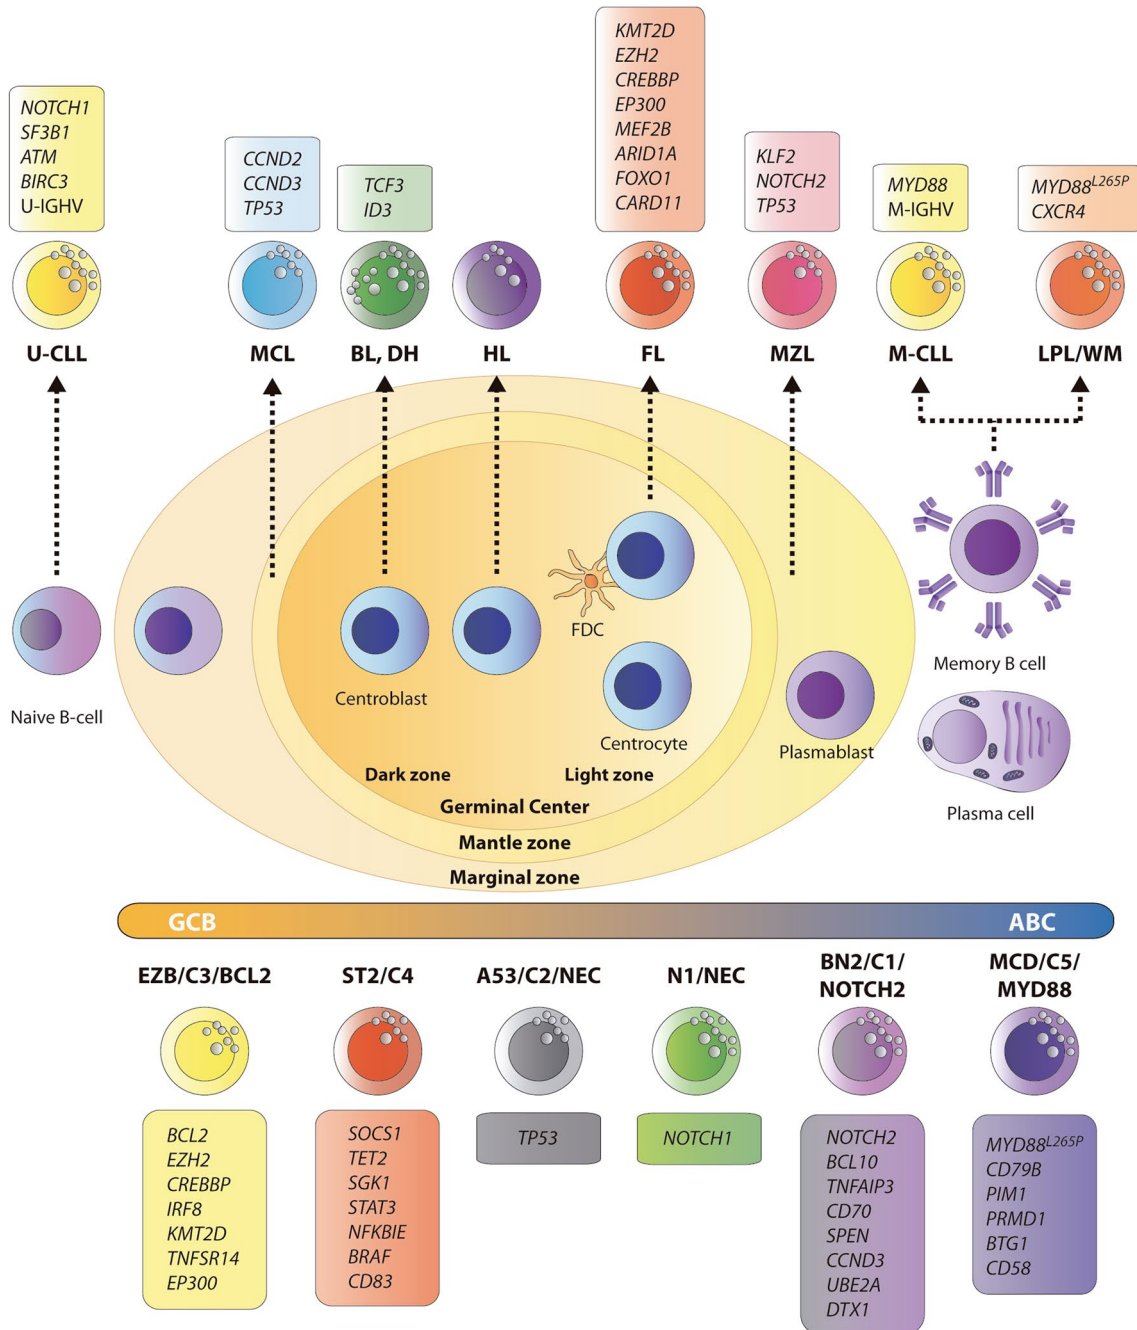 NOTCH1
SF3B1
ATM
BIRC3
U-IGHV
CCND2
CCND3
TP53
TCF3
ID3
KMT2D
EZH2
CREBBP
EP300
MEF2B
ARID1A
FOXO1
CARD11
KLF2
NOTCH2
TP53
MYD88
M-IGHV
MYD88L265P
CXCR4
U-CLL
MCL
BL, DH
HL
FL
MZL
M-CLL
LPL/WM
Naive B-cell
Centroblast
FDC
Centrocyte
Plasmablast
Memory B cell
Plasma cell
Dark zone
Light zone
Germinal Center
Mantle zone
Marginal zone
GCB
ABC
EZB/C3/BCL2
ST2/C4
A53/C2/NEC
N1/NEC
BN2/C1/
NOTCH2
MCD/C5/
MYD88
BCL2
EZH2
CREBBP
IRF8
KMT2D
TNFSR14
EP300
SOCS1
TET2
SGK1
STAT3
NFKBIE
BRAF
CD83
TP53
NOTCH1
NOTCH2
BCL10
TNFAIP3
CD70
SPEN
CCND3
UBE2A
DTX1
MYD88L265P
CD79B
PIM1
PRMD1
BTG1
CD58